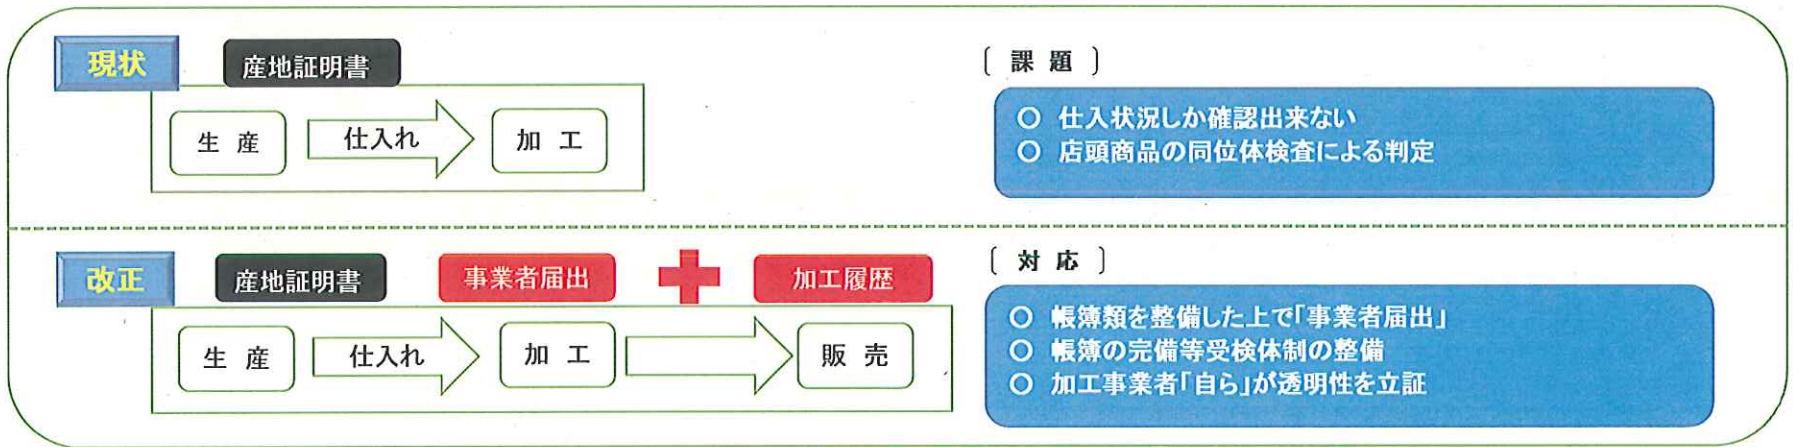 現状
産地証明書
生 産
仕入れ
加 工
〔 課 題 〕
○ 仕入状況しか確認出来ない
○ 店頭商品の同位体検査による判定
改正
産地証明書
事業者届出
加工履歴
生 産
仕入れ
加 工
販 売
〔 対 応 〕
○ 帳簿類を整備した上で「事業者届出」
○ 帳簿の完備等受検体制の整備
○ 加工事業者「自ら」が透明性を立証